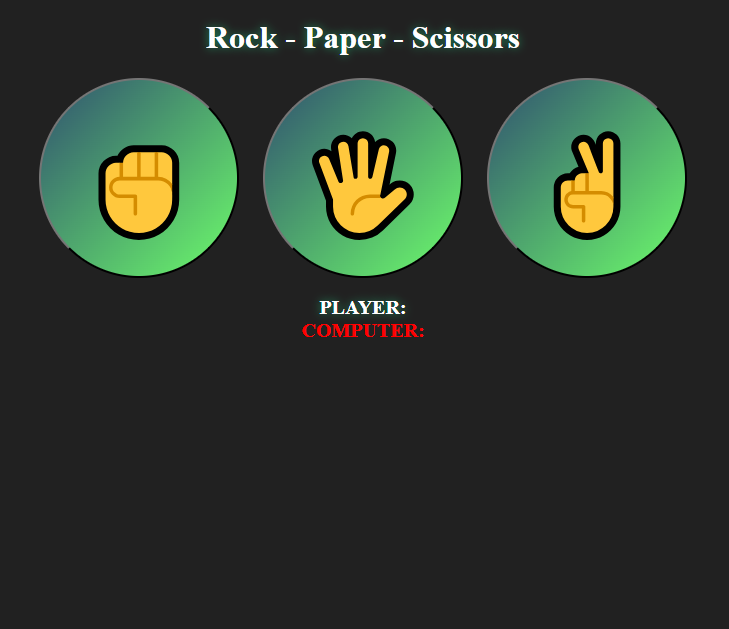 Rock - Paper - Scissors
PLAYER:
COMPUTER: